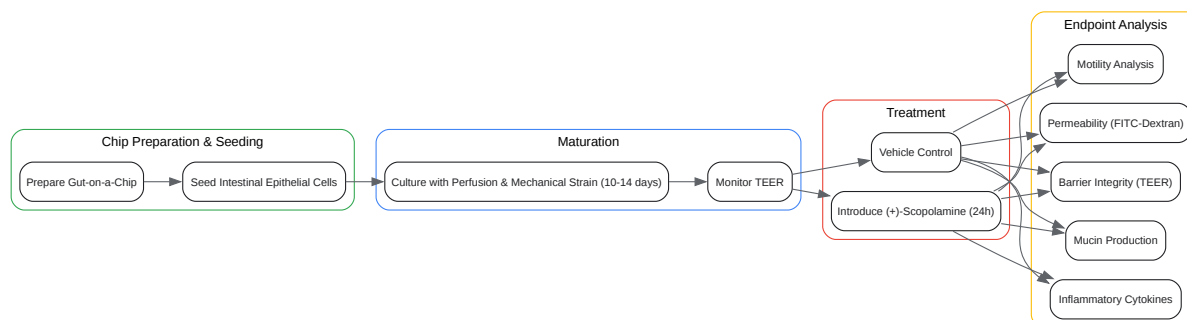 Chip Preparation & Seeding
Prepare Gut-on-a-Chip
Seed Intestinal Epithelial Cells
Maturation
Culture with Perfusion & Mechanical Strain (10-14 days)
Monitor TEER
Treatment
Vehicle Control
Introduce (+)-Scopolamine (24h)
Endpoint Analysis
Motility Analysis
Permeability (FITC-Dextran)
Barrier Integrity (TEER)
Mucin Production
Inflammatory Cytokines